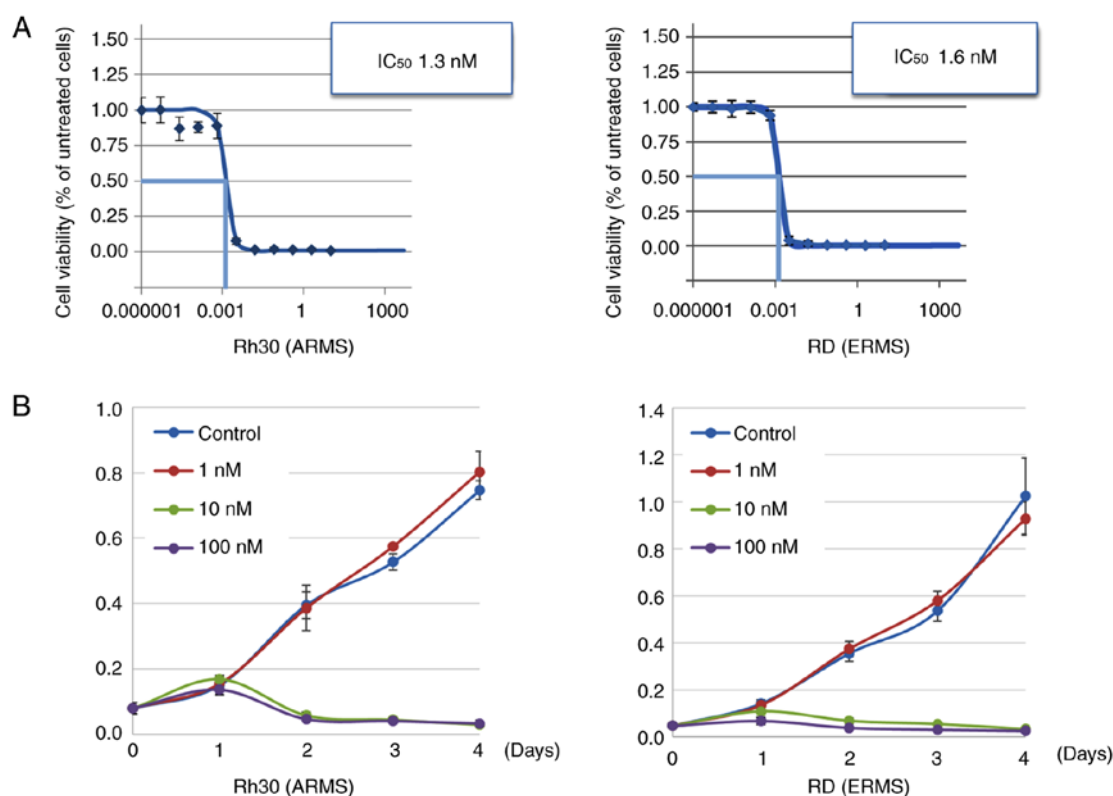 A
IC50 1.3 nM
Cell viability (% of untreated cells)
1.50
1.25
1.00
0.75
0.50
0.25
0.00
0.000001 0.001 1 1000
Rh30 (ARMS)
IC50 1.6 nM
Cell viability (% of untreated cells)
1.50
1.25
1.00
0.75
0.50
0.25
0.00
0.000001 0.001 1 1000
RD (ERMS)
B
1.0
0.8
0.6
0.4
0.2
0.0
Control
1 nM
10 nM
100 nM
0 1 2 3 4 (Days)
Rh30 (ARMS)
1.4
1.2
1.0
0.8
0.6
0.4
0.2
0.0
Control
1 nM
10 nM
100 nM
0 1 2 3 4 (Days)
RD (ERMS)